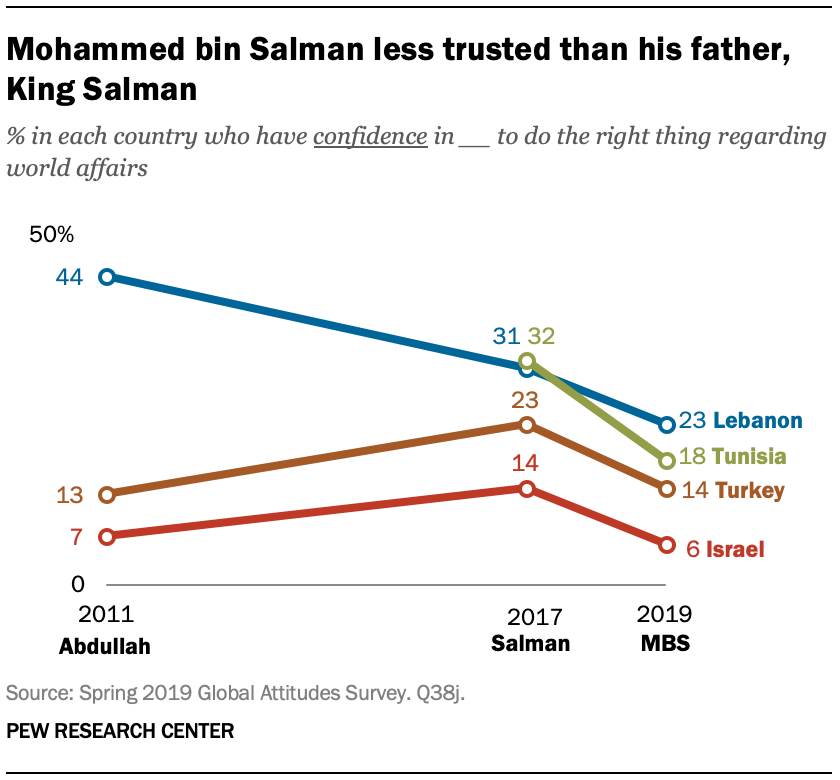 Mohammed bin Salman less trusted than his father,
King Salman
% in each country who have confidence in __ to do the right thing regarding
world affairs
50%
44
31 32
23
14
13
7
23 Lebanon
18 Tunisia
14 Turkey
6 Israel
0
2011 2017 2019
Abdullah Salman MBS
Source: Spring 2019 Global Attitudes Survey. Q38j.
PEW RESEARCH CENTER